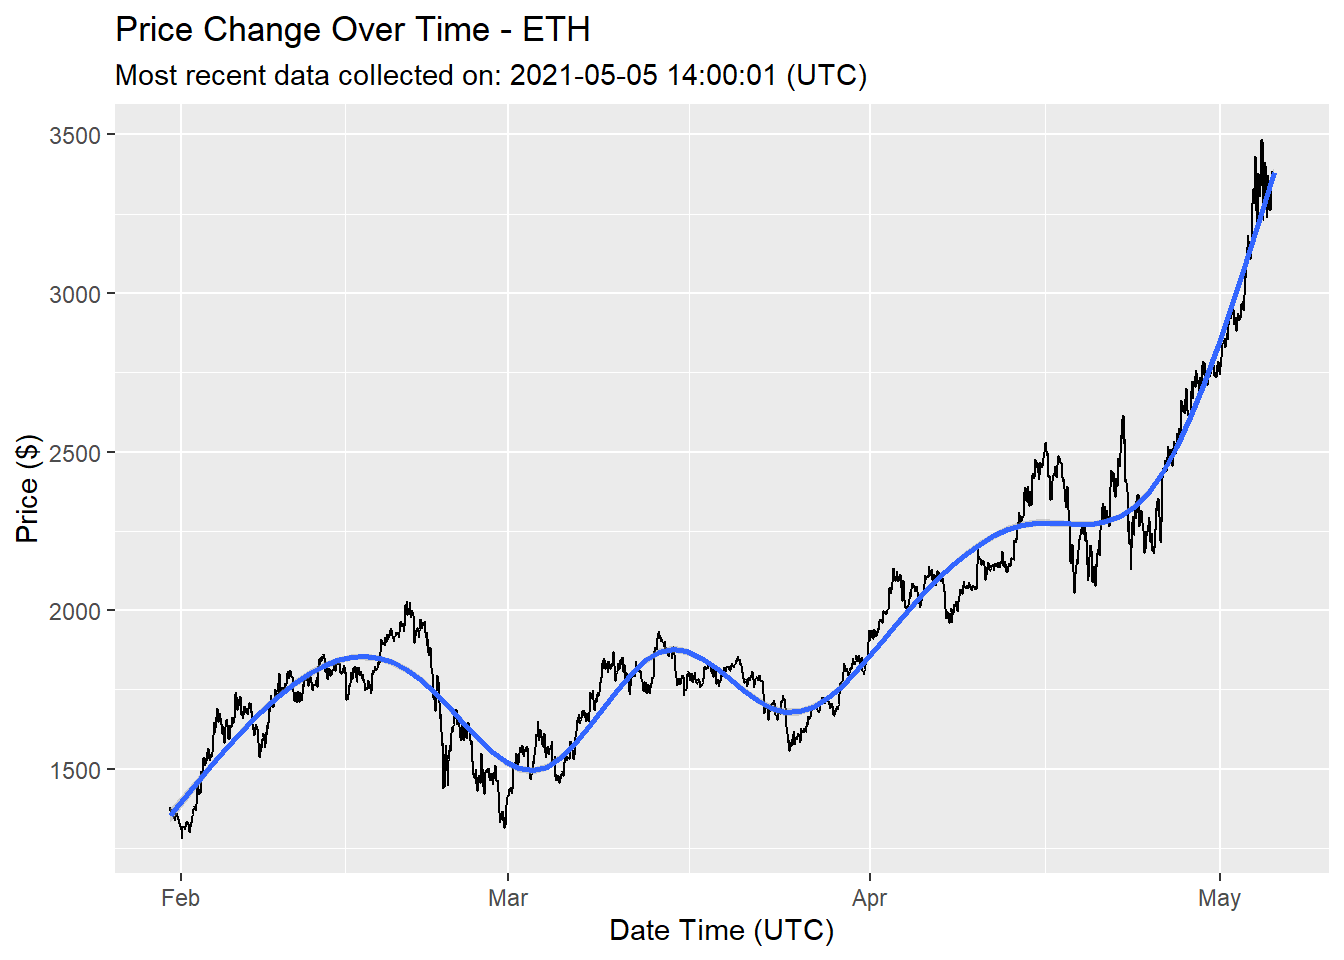 Price Change Over Time - ETH
Most recent data collected on: 2021-05-05 14:00:01 (UTC)
Price ($)
3500
3000
2500
2000
1500
Feb
Mar
Apr
May
Date Time (UTC)